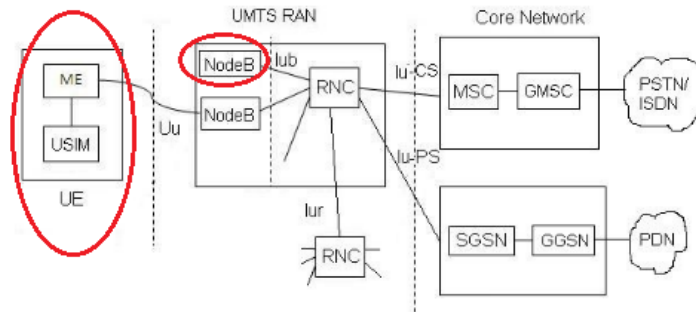 UMTS RAN
Core Network
ME
USIM
UE
Uu
NodeB
NodeB
Iub
RNC
Iur
RNC
Iu-CS
Iu-PS
MSC
GMSC
PSTN/
ISDN
SGSN
GGSN
PDN